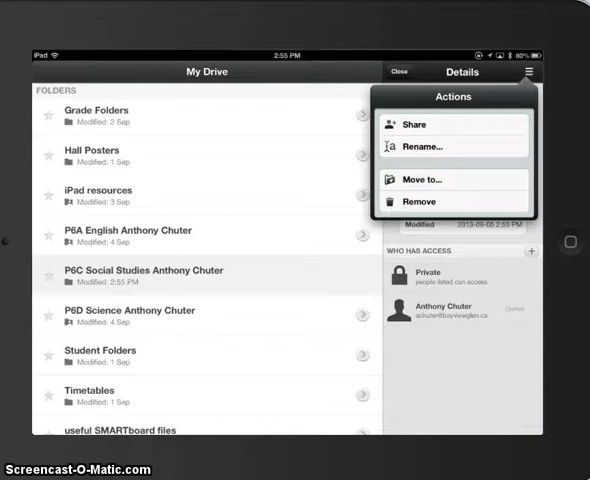 iPad
2:55 PM
80%
My Drive
Close
Details
FOLDERS
Actions
Grade Folders
Modified: 2 Sep
Share
Rename...
Hall Posters
Modified: 1 Sep
Move to...
iPad resources
Modified: 3 Sep
Remove
Modified 2013-09-05 2:55 PM
P6A English Anthony Chuter
Modified: 4 Sep
WHO HAS ACCESS
P6C Social Studies Anthony Chuter
Modified: 2:55 PM
Private
people listed can access
P6D Science Anthony Chuter
Modified: 4 Sep
Anthony Chuter
Owner
achuter@bayviewglen.ca
Student Folders
Modified: 1 Sep
Timetables
Modified: 1 Sep
useful SMARTboard files
Screencast-O-Matic.com